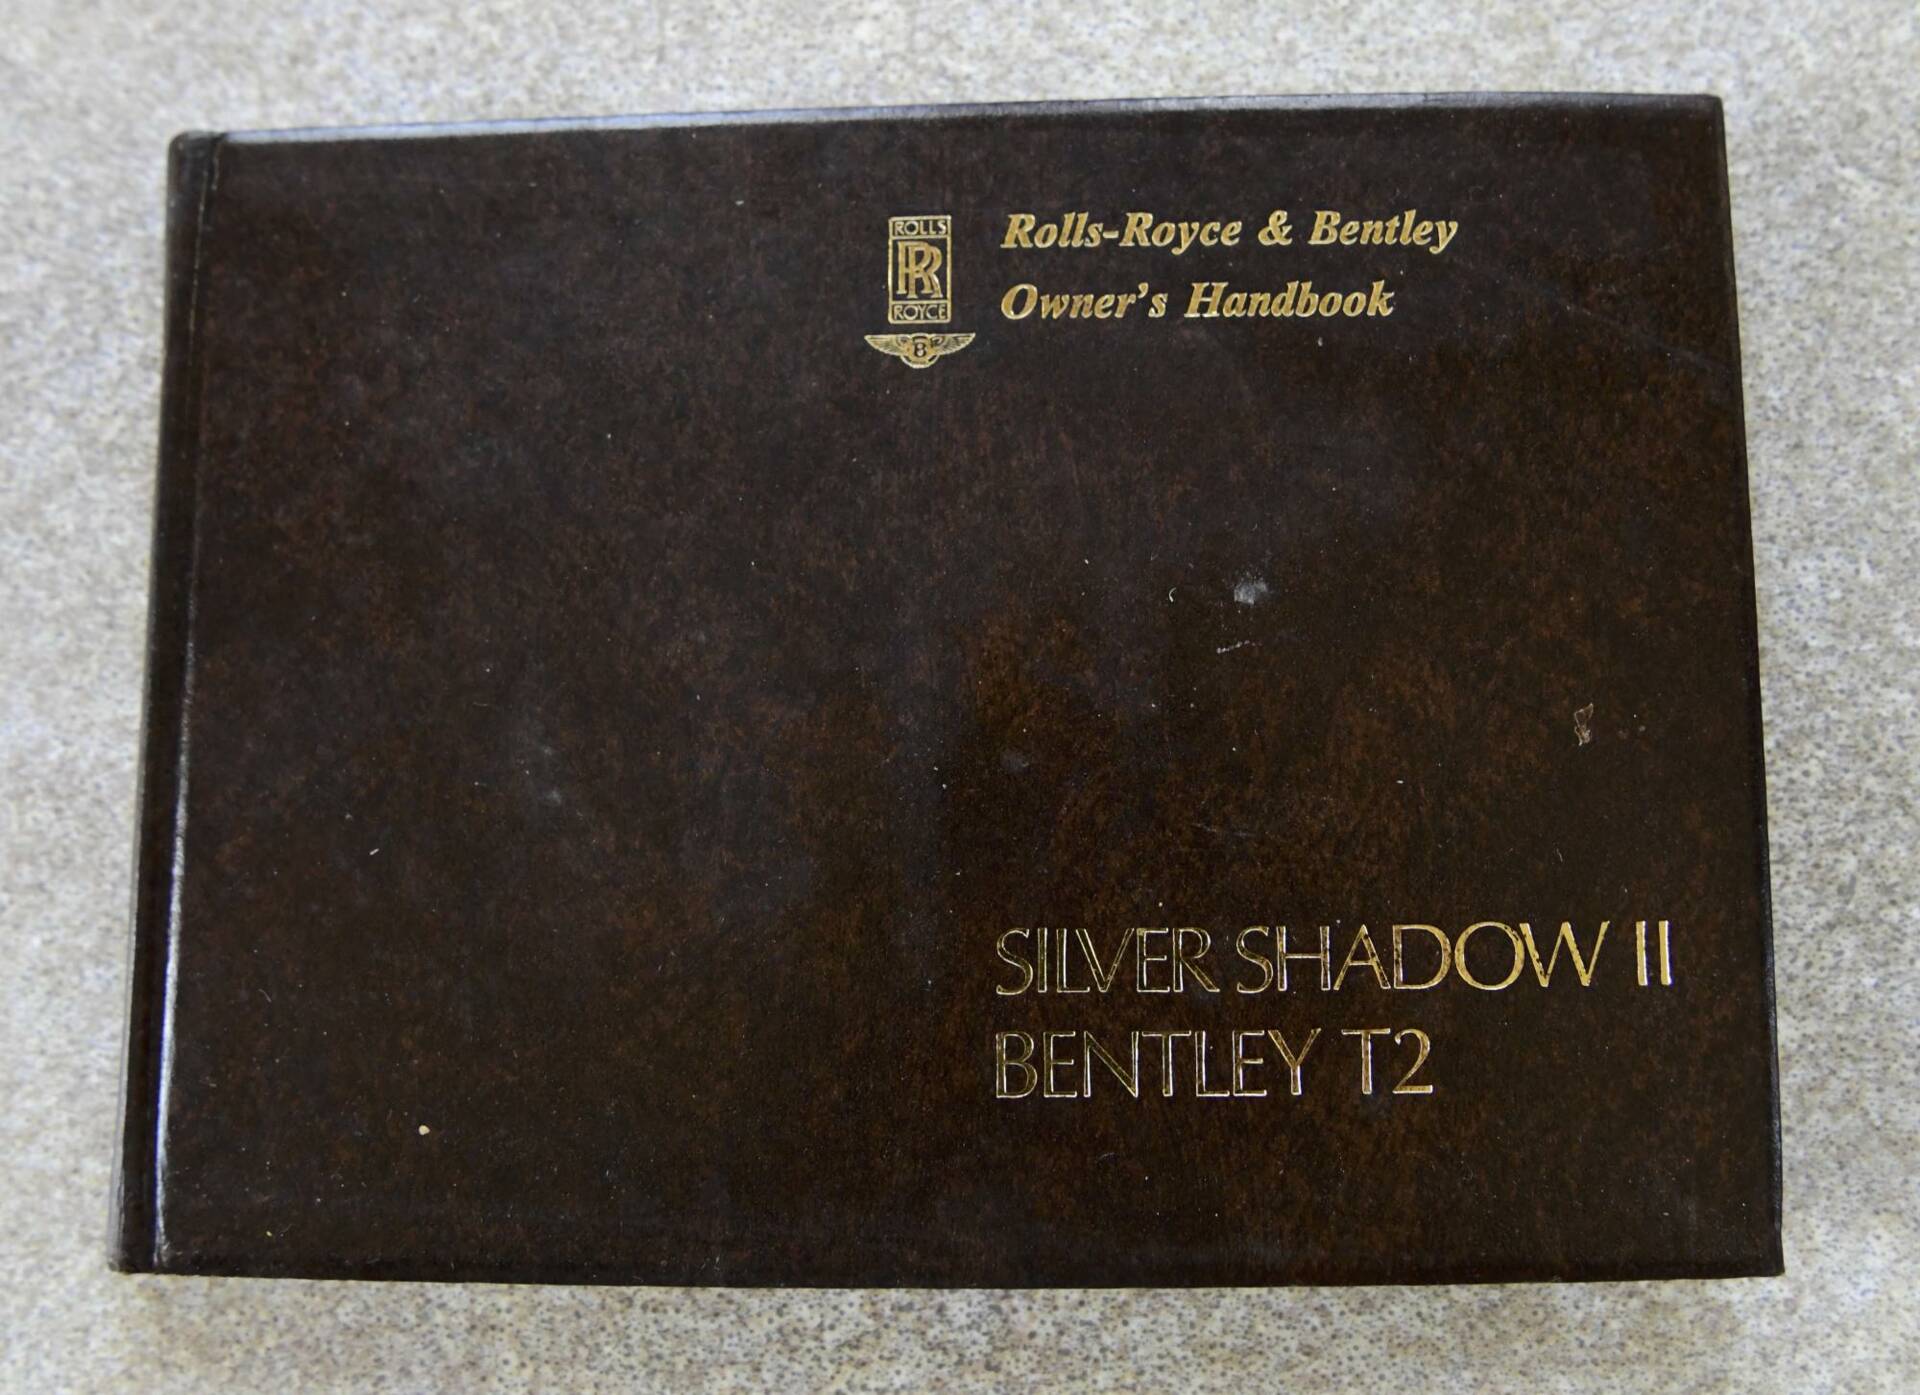 ROLLS
RR
ROYCE
B
Rolls-Royce & Bentley
Owner's Handbook
SILVER SHADOW II
BENTLEY T2